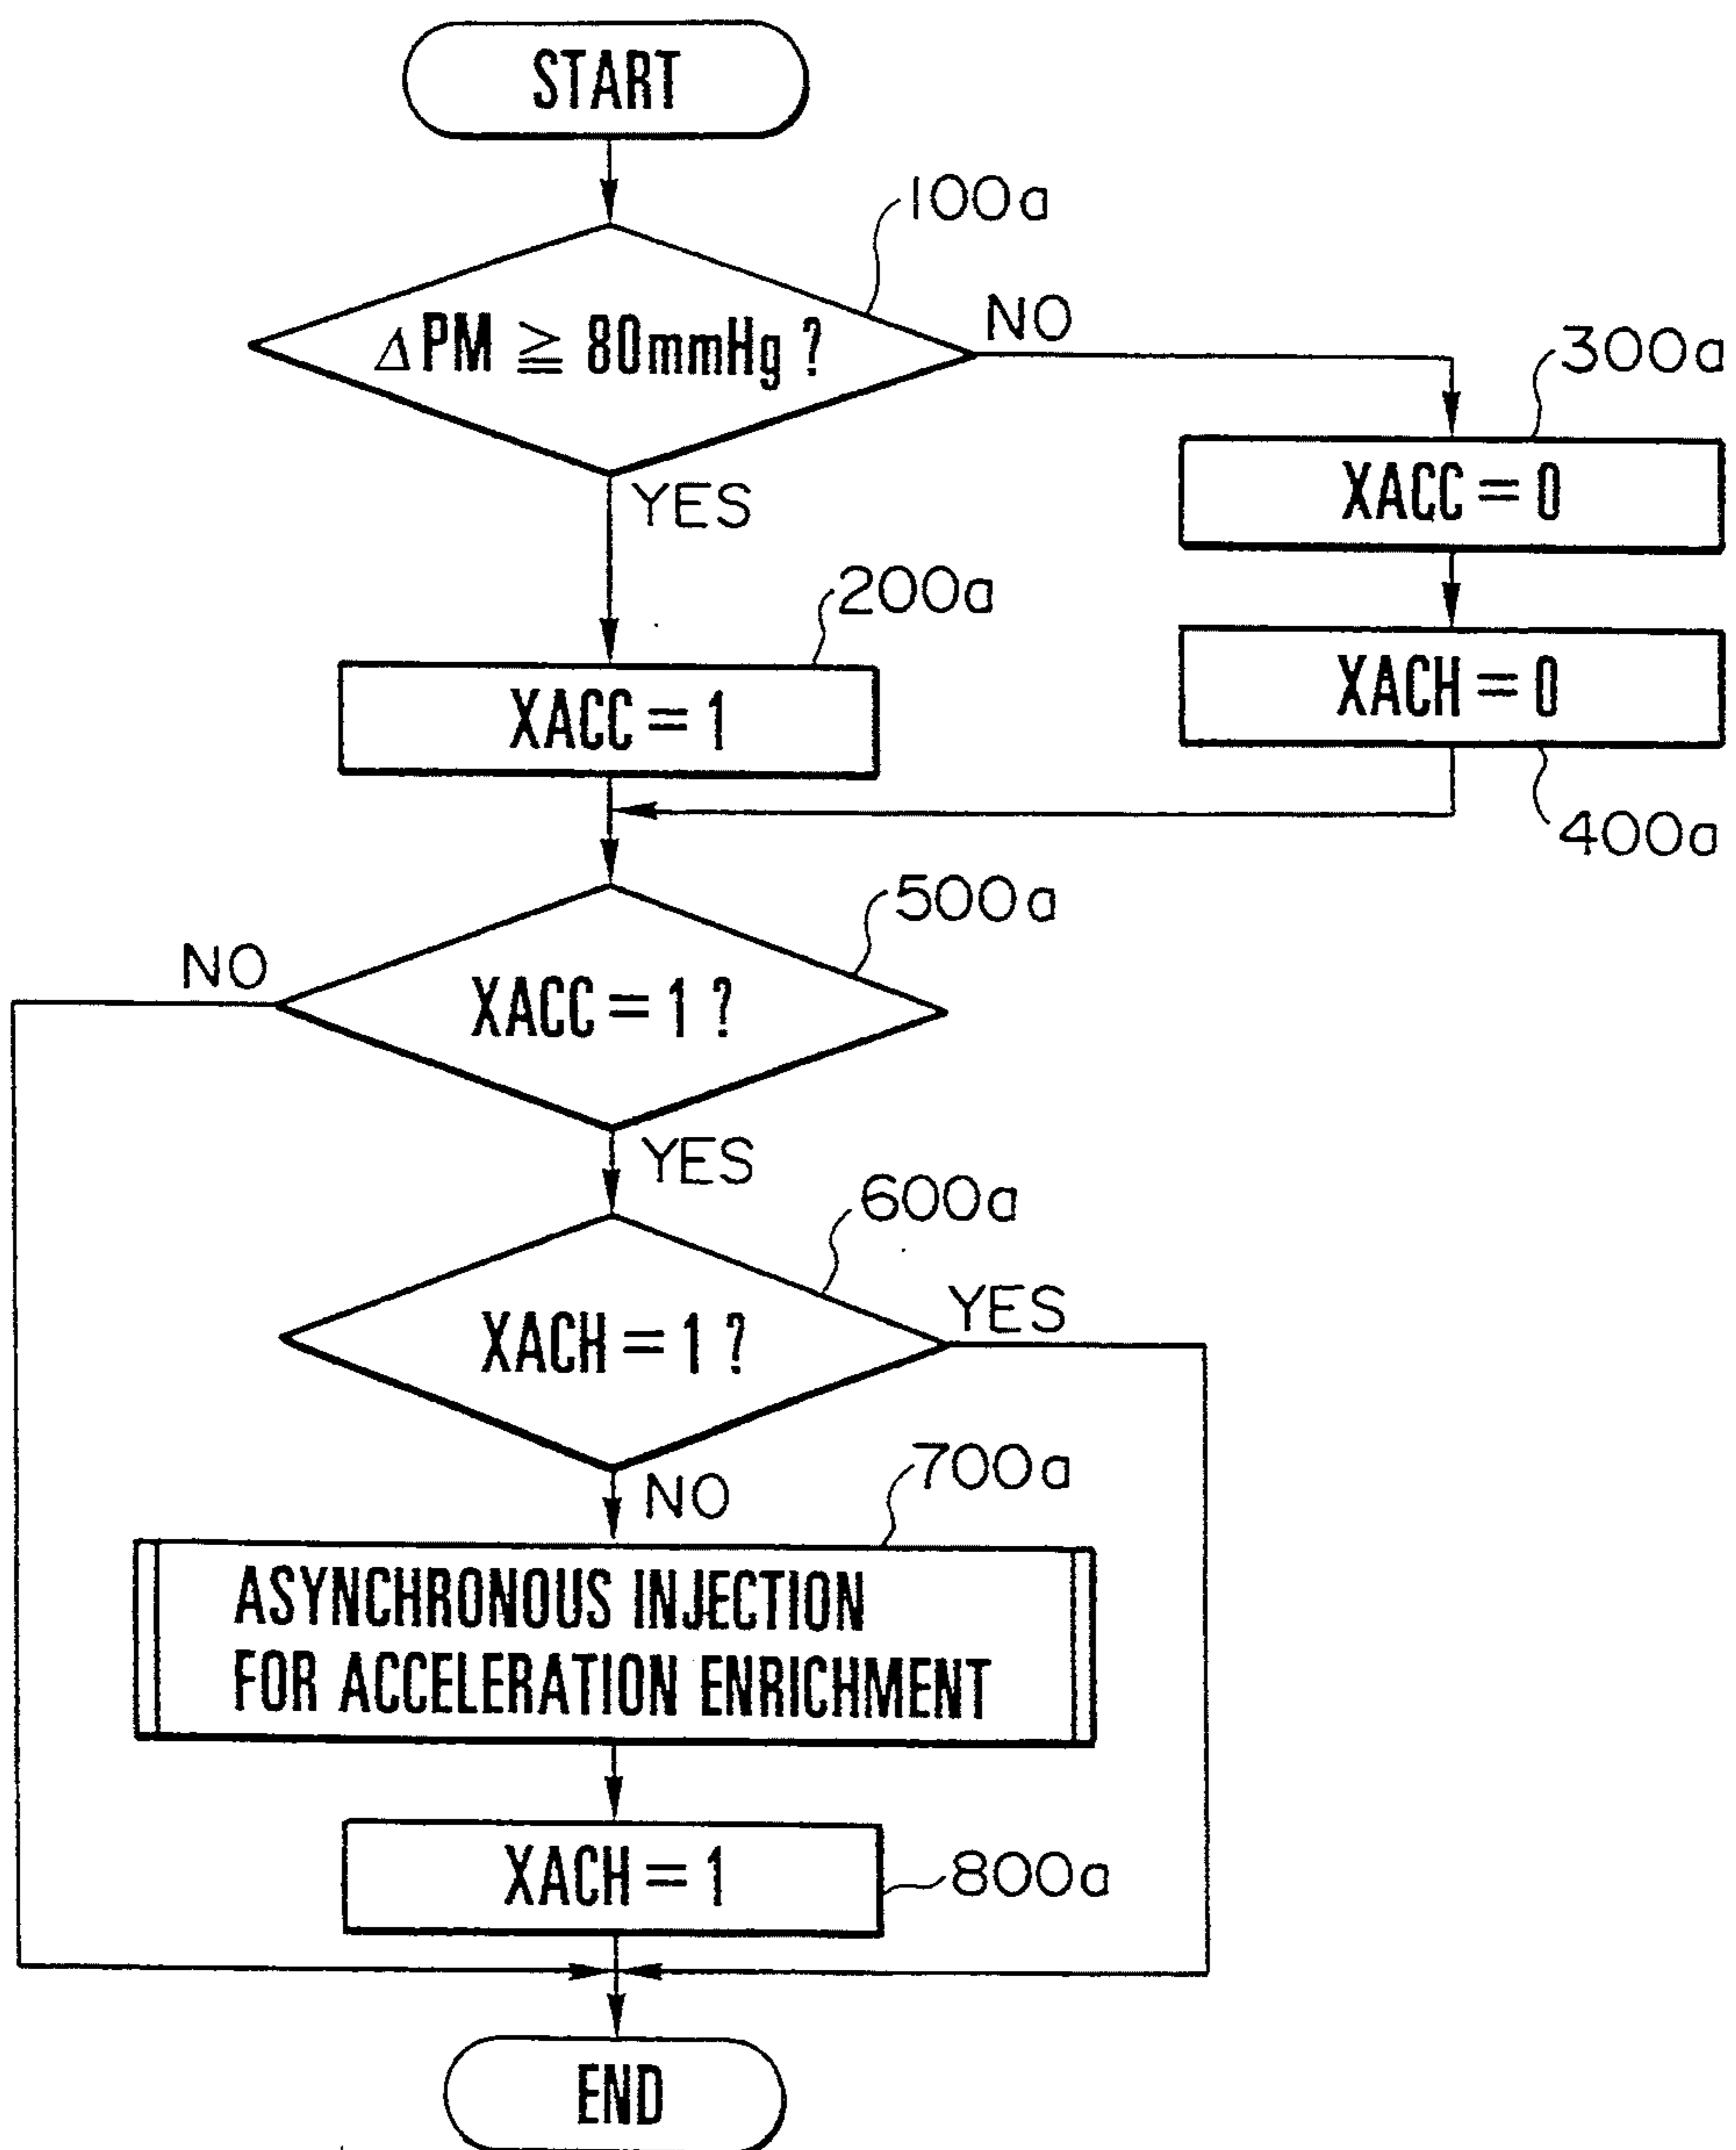 START
100a
ΔPM ≧ 80mmHg ?
NO
YES
300a
XACC = 0
200a
XACC = 1
XACH = 0
400a
500a
NO
XACC = 1 ?
YES
600a
XACH = 1 ?
YES
NO
700a
ASYNCHRONOUS INJECTION
FOR ACCELERATION ENRICHMENT
XACH = 1
800a
END